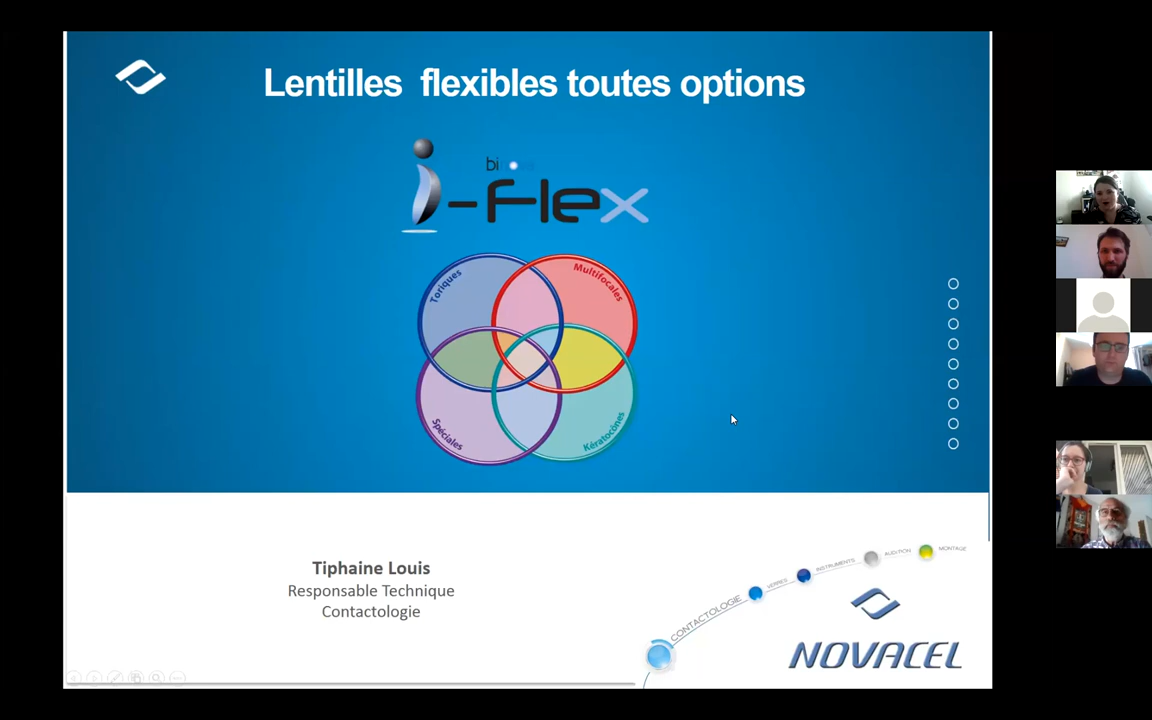 Lentilles flexibles toutes options
bi
i-flex
Toriques
Multifocales
Spéciales
Kératocônes
Tiphaine Louis
Responsable Technique
Contactologie
CONTACTOLOGIE
VERRES
INSTRUMENTS
AUDITION
MONTAGE
NOVACEL